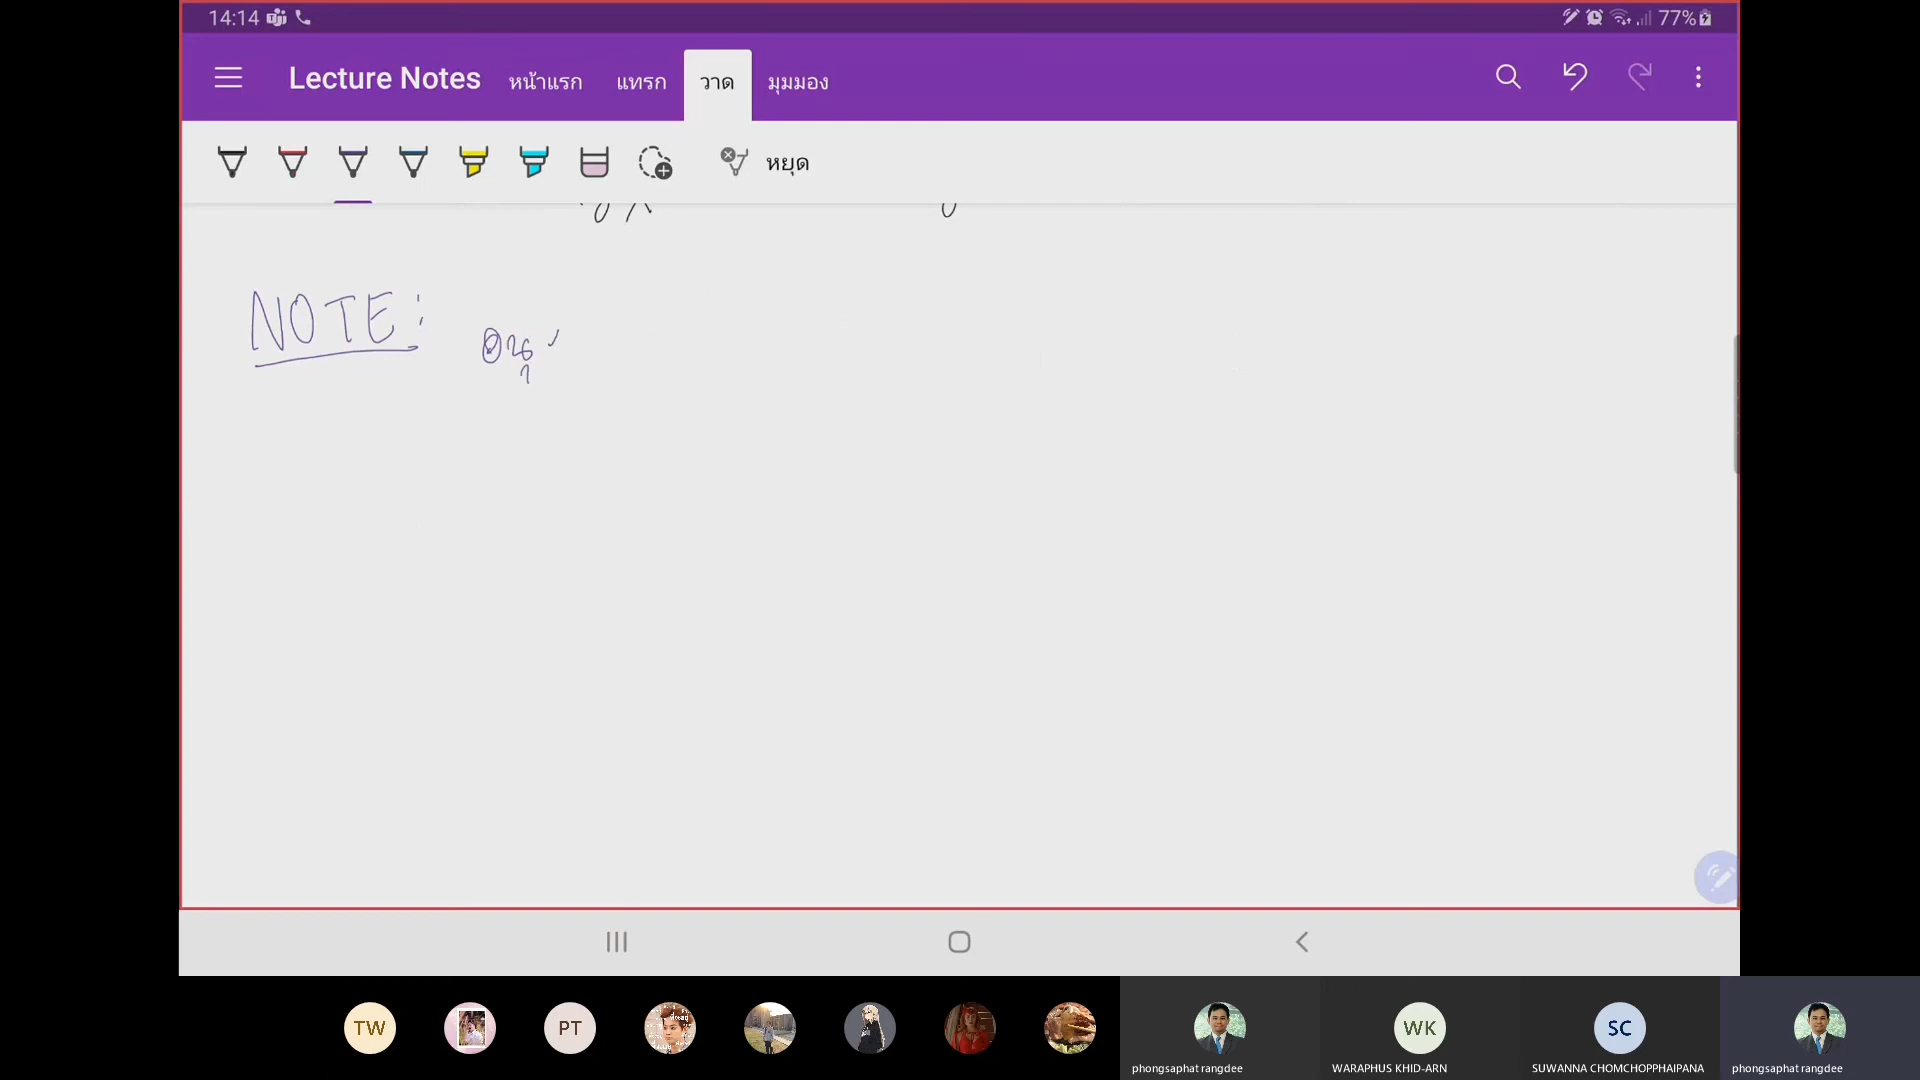 14:14 77%
Lecture Notes หน้าแรก แทรก วาด มุมมอง
หยุด
NOTE:
TW PT WK SC
phongsaphat rangdee WARAPHUS KHID-ARN SUWANNA CHOMCHOPPHAIPANA phongsaphat rangdee